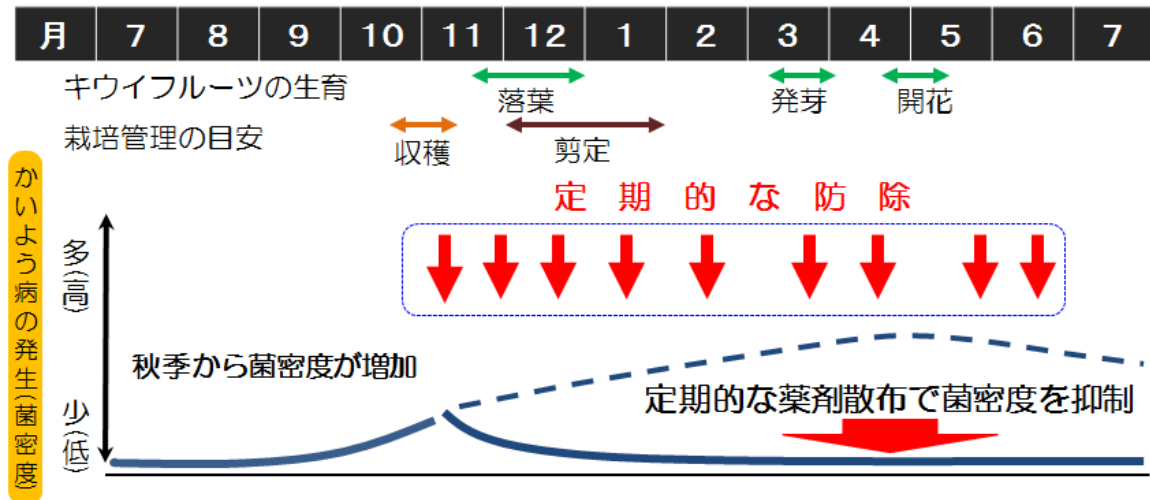 月 7 8 9 10 11 12 1 2 3 4 5 6 7
キウイフルーツの生育
落葉 発芽 開花
栽培管理の目安
収穫 剪定
定期的な防除
かいよう病の発生(菌密度)
多(高)
秋季から菌密度が増加
定期的な薬剤散布で菌密度を抑制
少(低)